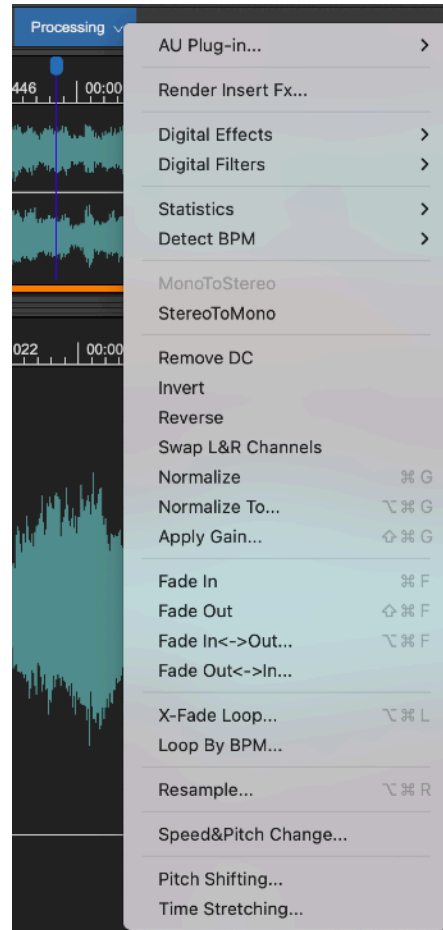 Processing
446 00:00
022 00:00
AU Plug-in... >
Render Insert Fx...
Digital Effects >
Digital Filters >
Statistics >
Detect BPM >
MonoToStereo
StereoToMono
Remove DC
Invert
Reverse
Swap L&R Channels
Normalize ⌘ G
Normalize To... ⌥ ⌘ G
Apply Gain... ⇧ ⌘ G
Fade In ⌘ F
Fade Out ⇧ ⌘ F
Fade In<->Out... ⌥ ⌘ F
Fade Out<->In...
X-Fade Loop... ⌥ ⌘ L
Loop By BPM...
Resample... ⌥ ⌘ R
Speed&Pitch Change...
Pitch Shifting...
Time Stretching...